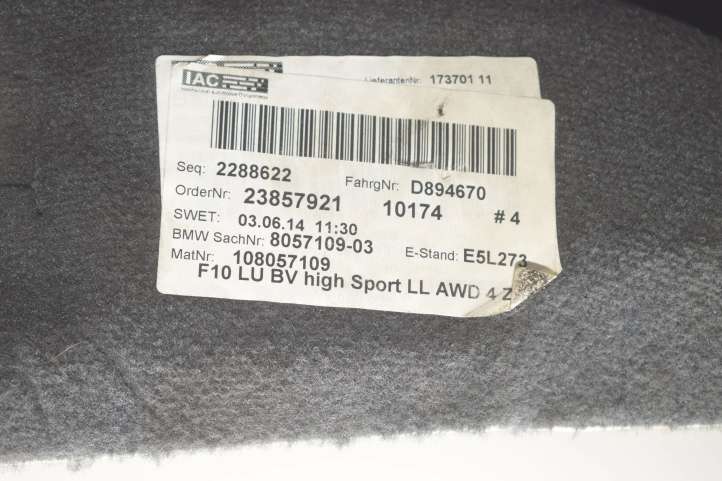 LieferantenNr: 173701 11
IAC
Seq: 2288622 FahrgNr: D894670
OrderNr: 23857921 10174 # 4
SWET: 03.06.14 11:30
BMW SachNr: 8057109-03 E-Stand: E5L273
MatNr: 108057109
F10 LU BV high Sport LL AWD 4 Z